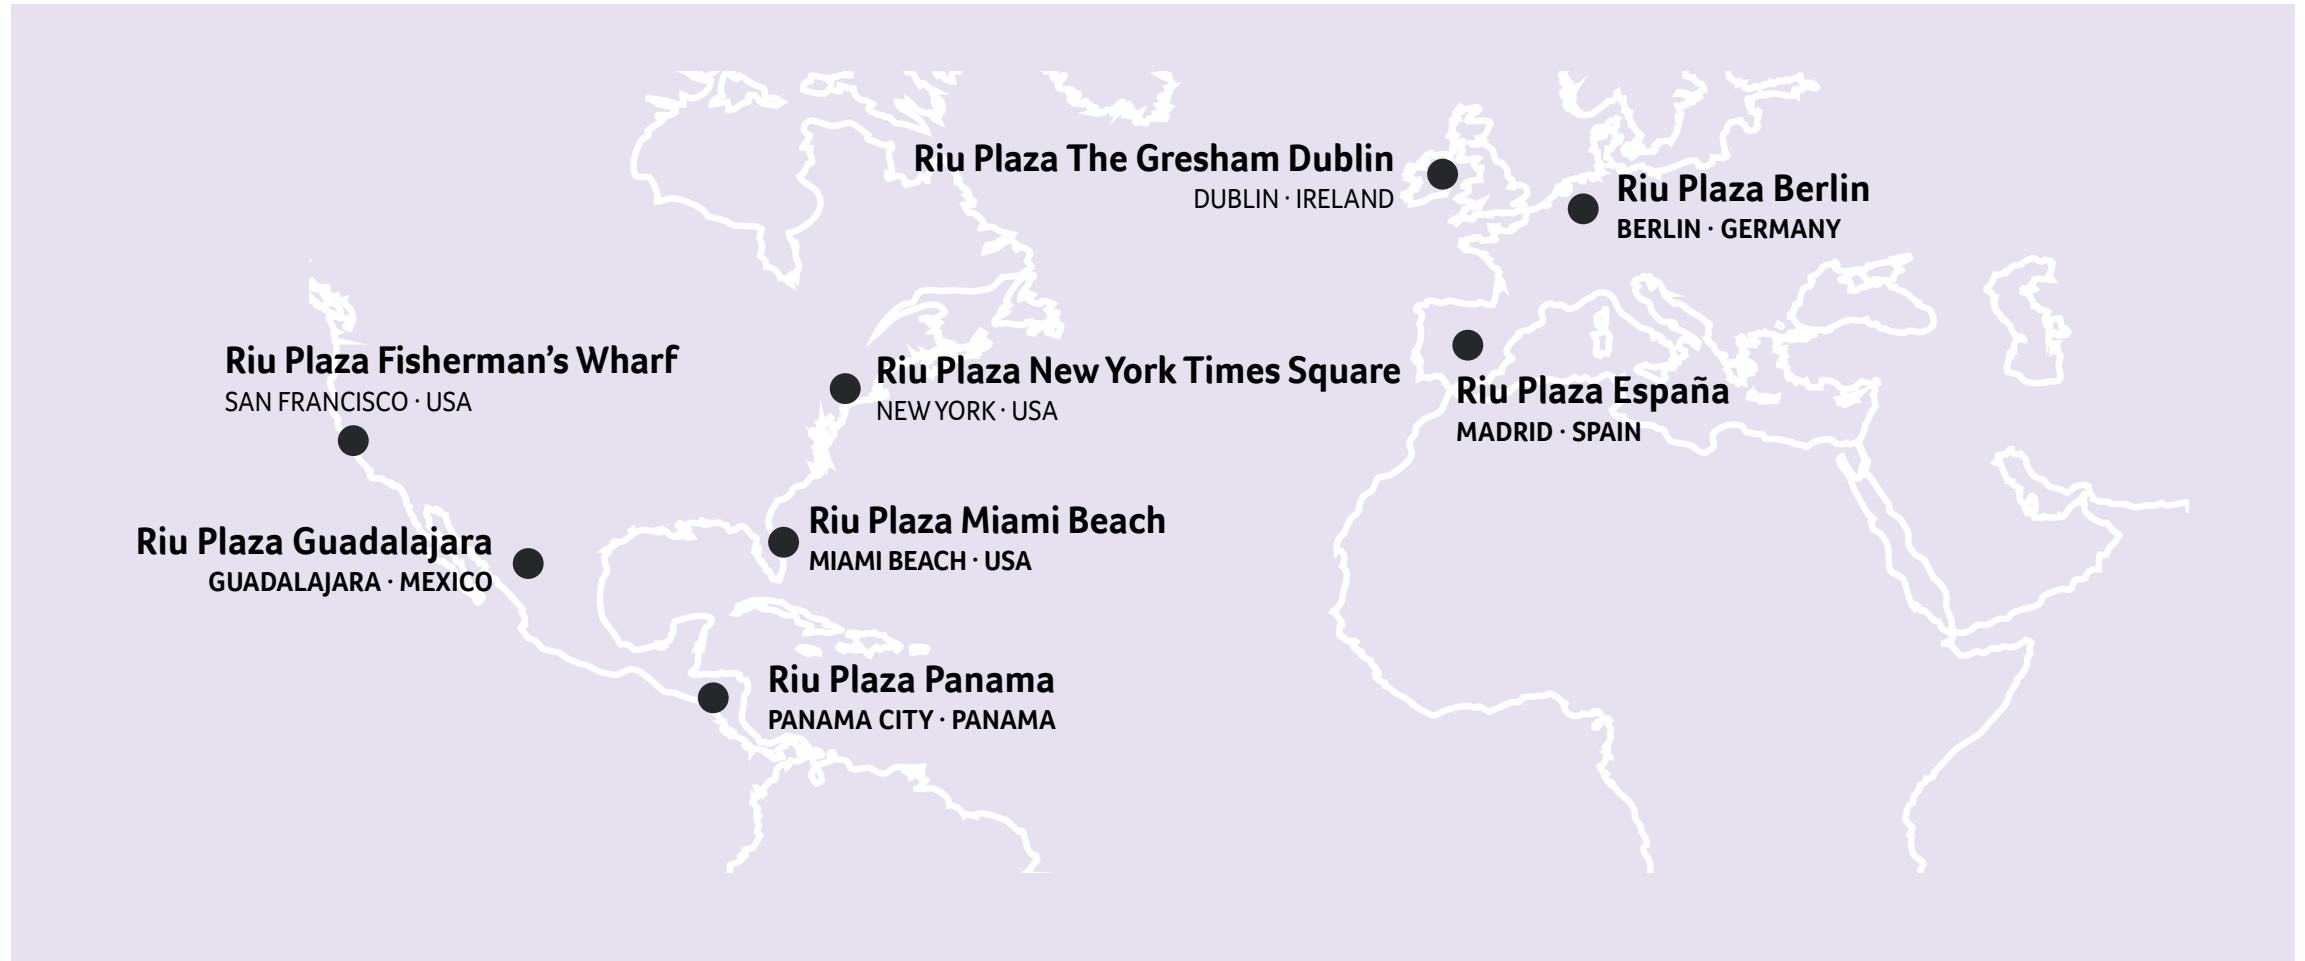 Riu Plaza The Gresham Dublin
DUBLIN · IRELAND
Riu Plaza Berlin
BERLIN · GERMANY
Riu Plaza Fisherman’s Wharf
SAN FRANCISCO · USA
Riu Plaza New York Times Square
NEW YORK · USA
Riu Plaza España
MADRID · SPAIN
Riu Plaza Guadalajara
GUADALAJARA · MEXICO
Riu Plaza Miami Beach
MIAMI BEACH · USA
Riu Plaza Panama
PANAMA CITY · PANAMA